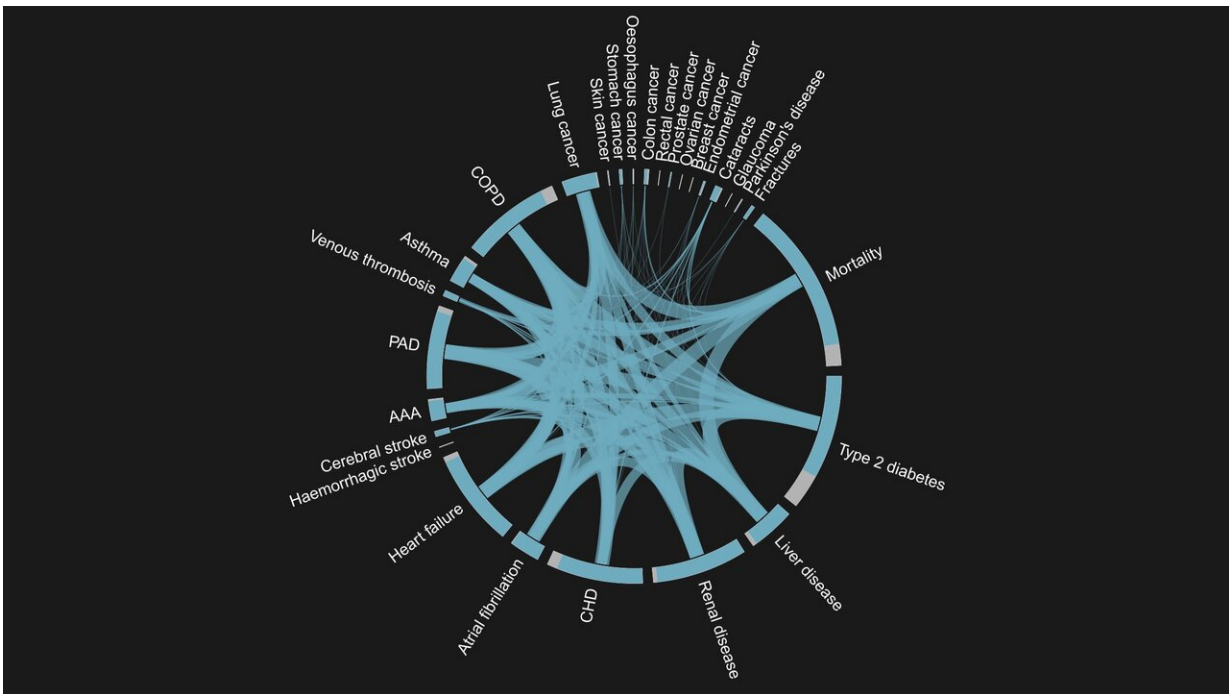 Lung cancer
Skin cancer
Stomach cancer
Oesophagus cancer
Colon cancer
Rectal cancer
Prostate cancer
Ovarian cancer
Breast cancer
Endometrial cancer
Cataracts
Glaucoma
Parkinson's disease
Fractures
Mortality
Type 2 diabetes
Liver disease
Renal disease
CHD
Atrial fibrillation
Heart failure
Haemorrhagic stroke
Cerebral stroke
AAA
PAD
Venous thrombosis
Asthma
COPD